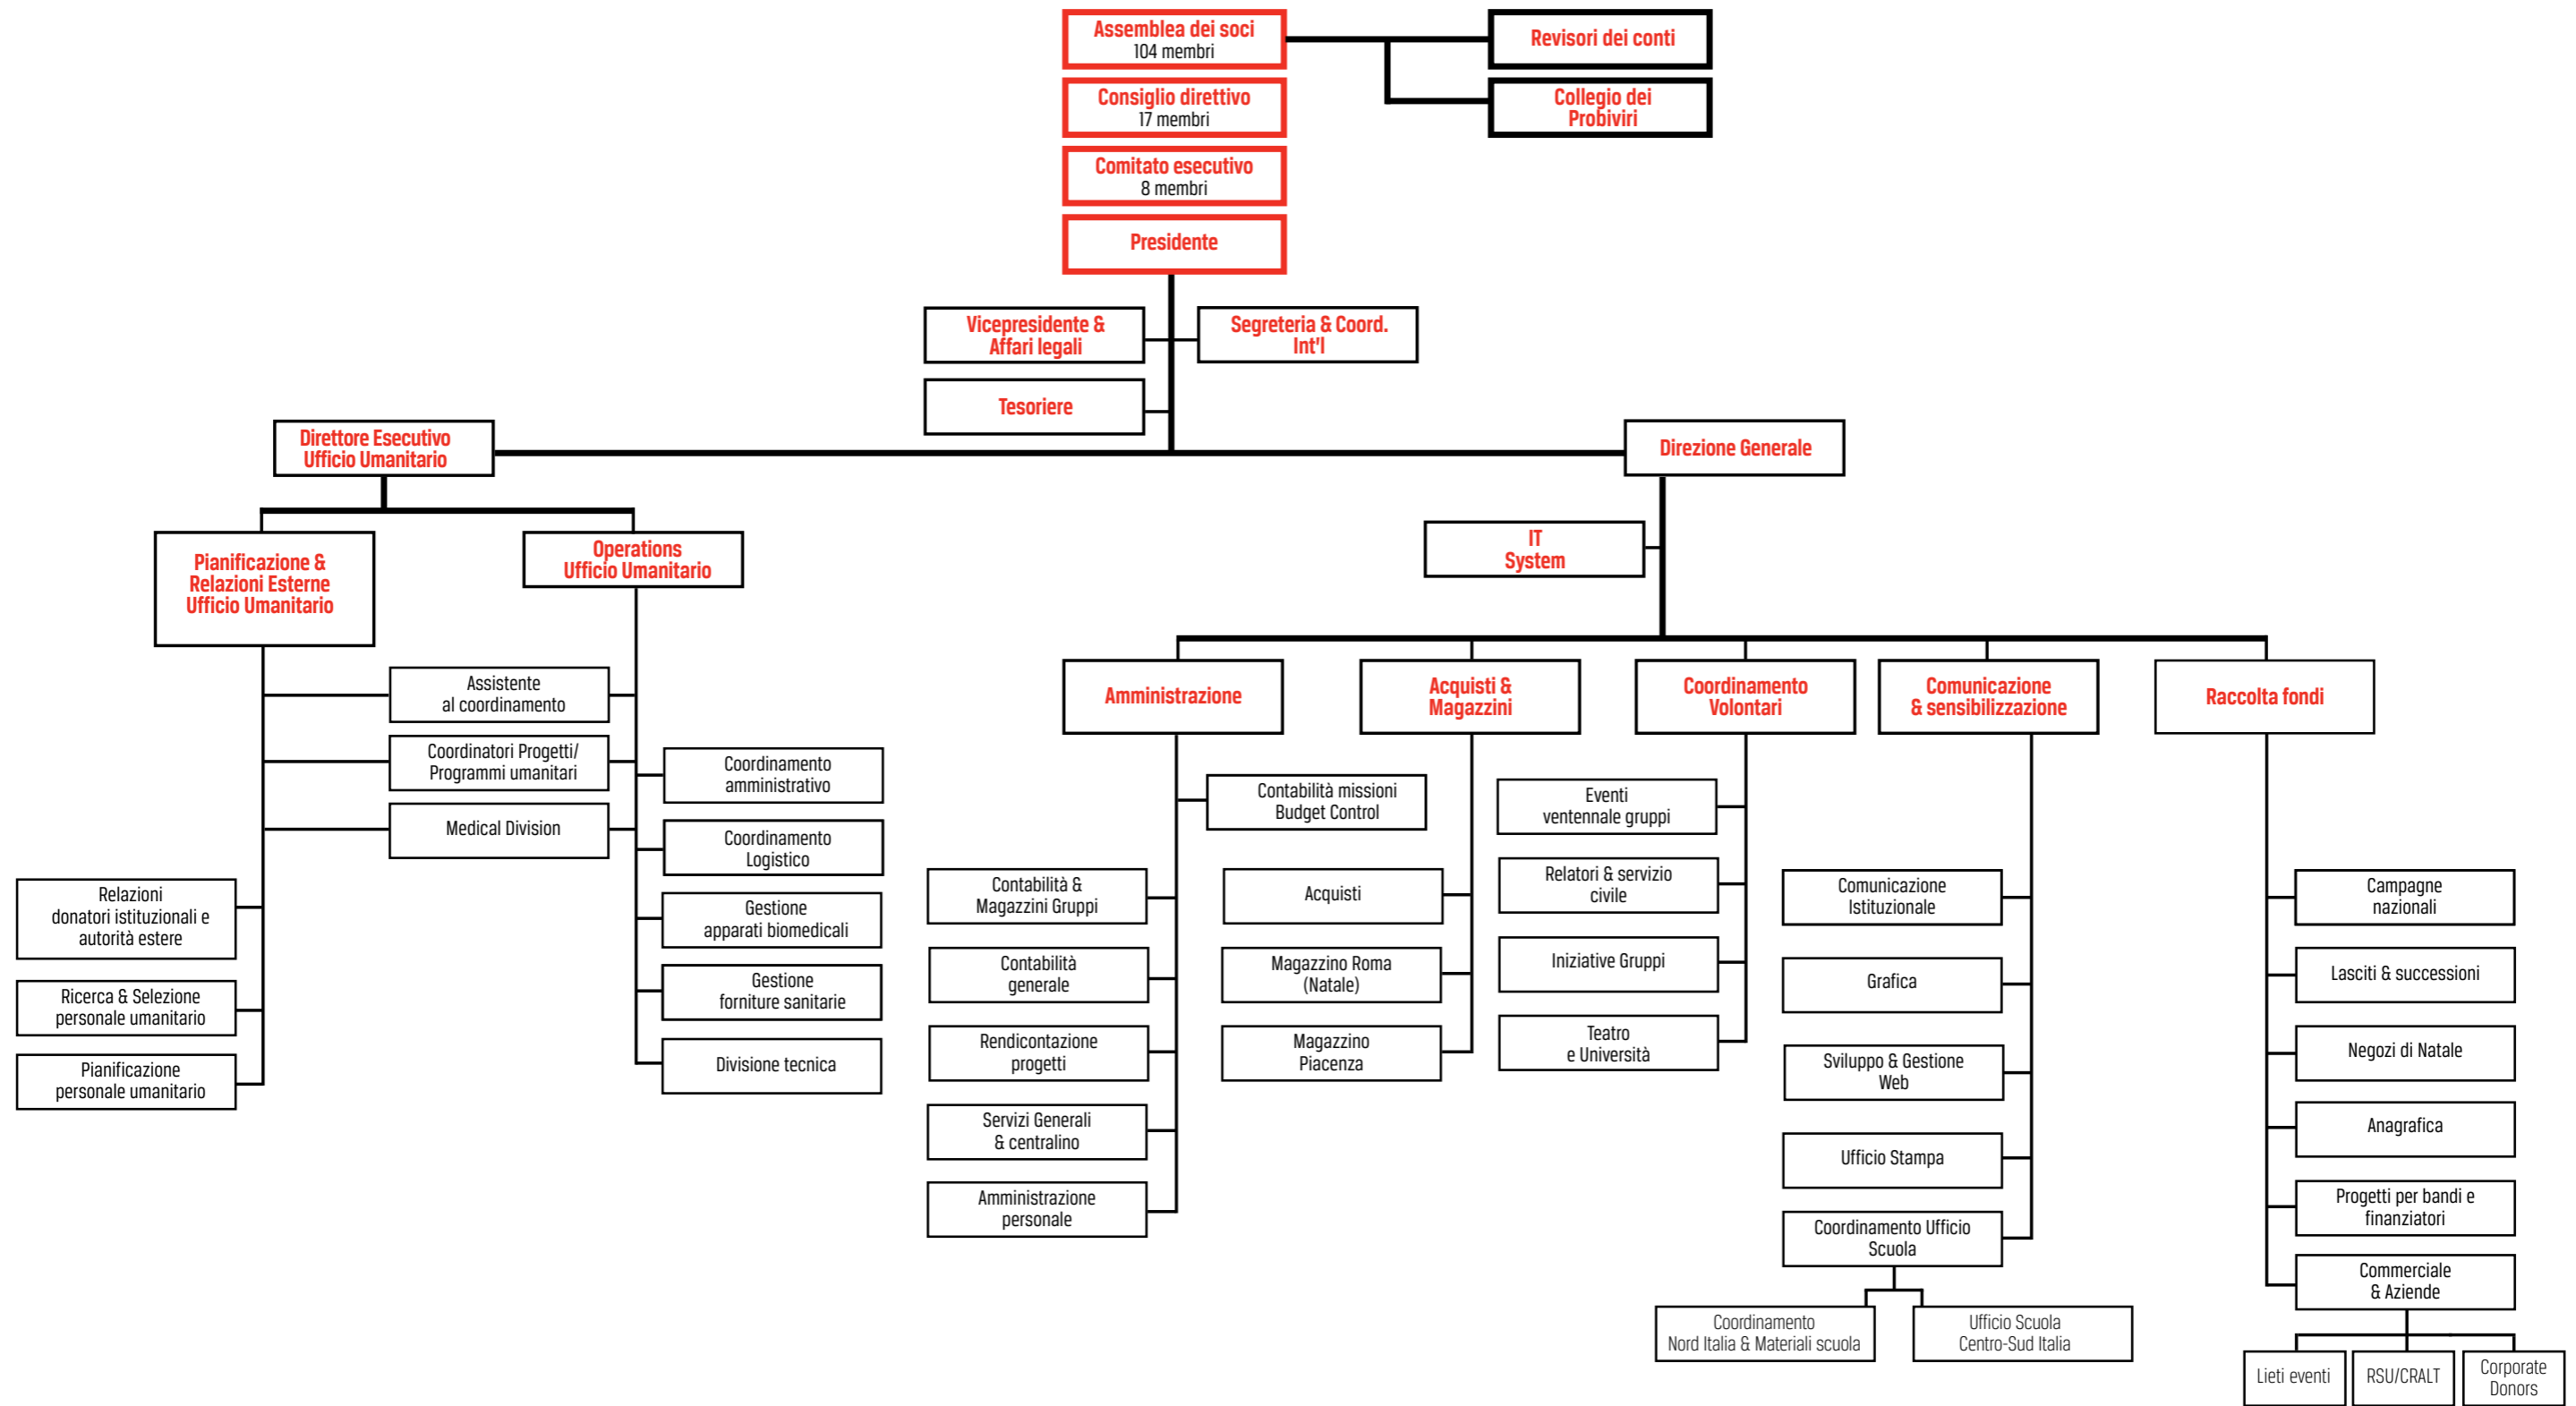 Assemblea dei soci
104 membri
Revisori dei conti
Consiglio direttivo
17 membri
Collegio dei
Probiviri
Comitato esecutivo
8 membri
Presidente
Vicepresidente &
Affari legali
Segreteria & Coord.
Int'l
Tesoriere
Direttore Esecutivo
Ufficio Umanitario
Direzione Generale
Pianificazione &
Relazioni Esterne
Ufficio Umanitario
Operations
Ufficio Umanitario
IT
System
Assistente
al coordinamento
Coordinatori Progetti/
Programmi umanitari
Medical Division
Relazioni
donatori istituzionali e
autorità estere
Ricerca & Selezione
personale umanitario
Pianificazione
personale umanitario
Coordinamento
amministrativo
Coordinamento
Logistico
Gestione
apparati biomedicali
Gestione
forniture sanitarie
Divisione tecnica
Amministrazione
Contabilità missioni
Budget Control
Contabilità &
Magazzini Gruppi
Contabilità
generale
Rendicontazione
progetti
Servizi Generali
& centralino
Amministrazione
personale
Acquisti &
Magazzini
Acquisti
Magazzino Roma
(Natale)
Magazzino
Piacenza
Coordinamento
Volontari
Eventi
ventennale gruppi
Relatori & servizio
civile
Iniziative Gruppi
Teatro
e Università
Comunicazione
& sensibilizzazione
Comunicazione
Istituzionale
Grafica
Sviluppo & Gestione
Web
Ufficio Stampa
Coordinamento Ufficio
Scuola
Coordinamento
Nord Italia & Materiali scuola
Ufficio Scuola
Centro-Sud Italia
Raccolta fondi
Campagne
nazionali
Lasciti & successioni
Negozi di Natale
Anagrafica
Progetti per bandi e
finanziatori
Commerciale
& Aziende
Lieti eventi
RSU/CRALT
Corporate
Donors